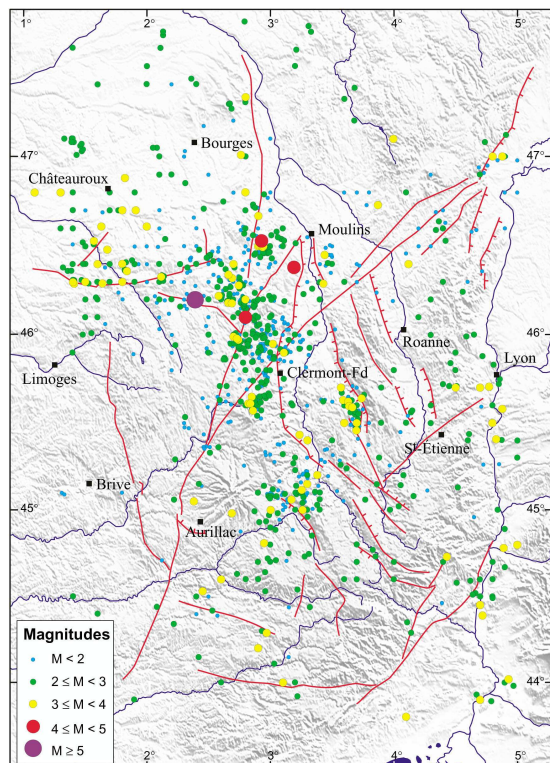 1° 2° 3° 4° 5°
Bourges
47° 47°
Châteauroux
Moulins
46° 46°
Roanne
Limoges
Lyon
Clermont-Fd
St-Etienne
Brive
45° 45°
Aurillac
Magnitudes
M < 2
44° 44°
2 ≤ M < 3
3 ≤ M < 4
4 ≤ M < 5
M ≥ 5
2° 3° 4° 5°